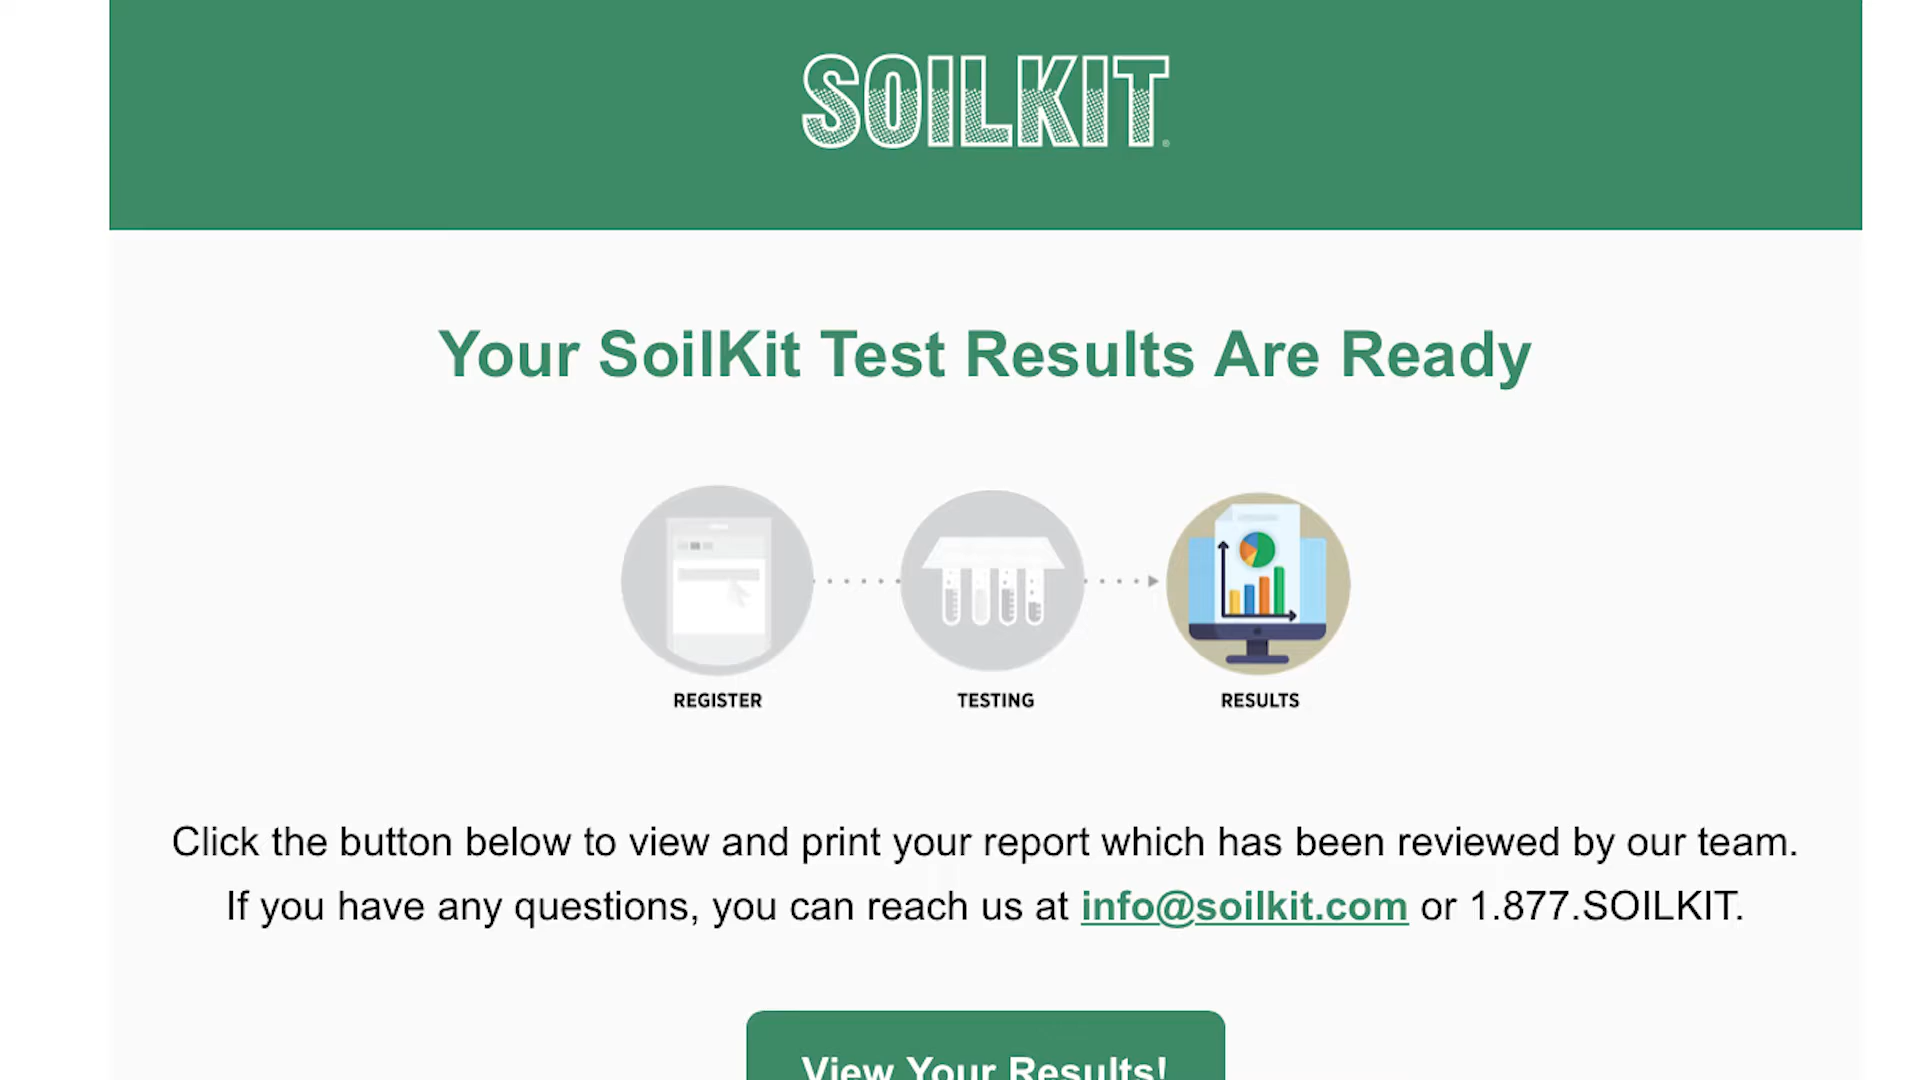 SOILKIT®
Your SoilKit Test Results Are Ready
REGISTER TESTING RESULTS
Click the button below to view and print your report which has been reviewed by our team.
If you have any questions, you can reach us at info@soilkit.com or 1.877.SOILKIT.
View Your Results!